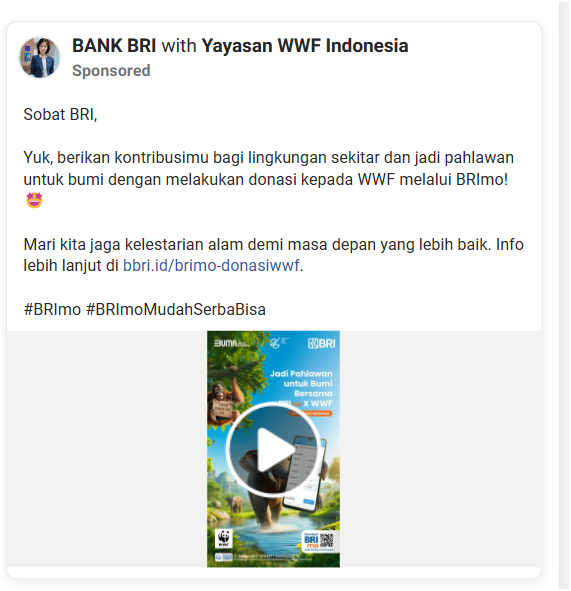 BANK BRI with Yayasan WWF Indonesia
Sponsored
Sobat BRI,
Yuk, berikan kontribusimu bagi lingkungan sekitar dan jadi pahlawan
untuk bumi dengan melakukan donasi kepada WWF melalui BRImo!
🤩
Mari kita jaga kelestarian alam demi masa depan yang lebih baik. Info
lebih lanjut di bbri.id/brimo-donasiwwf.
#BRImo #BRImoMudahSerbaBisa
BUMN
BRI
Jadi Pahlawan
untuk Bumi
Bersama
BRImo X WWF
WWF
BRI
mo